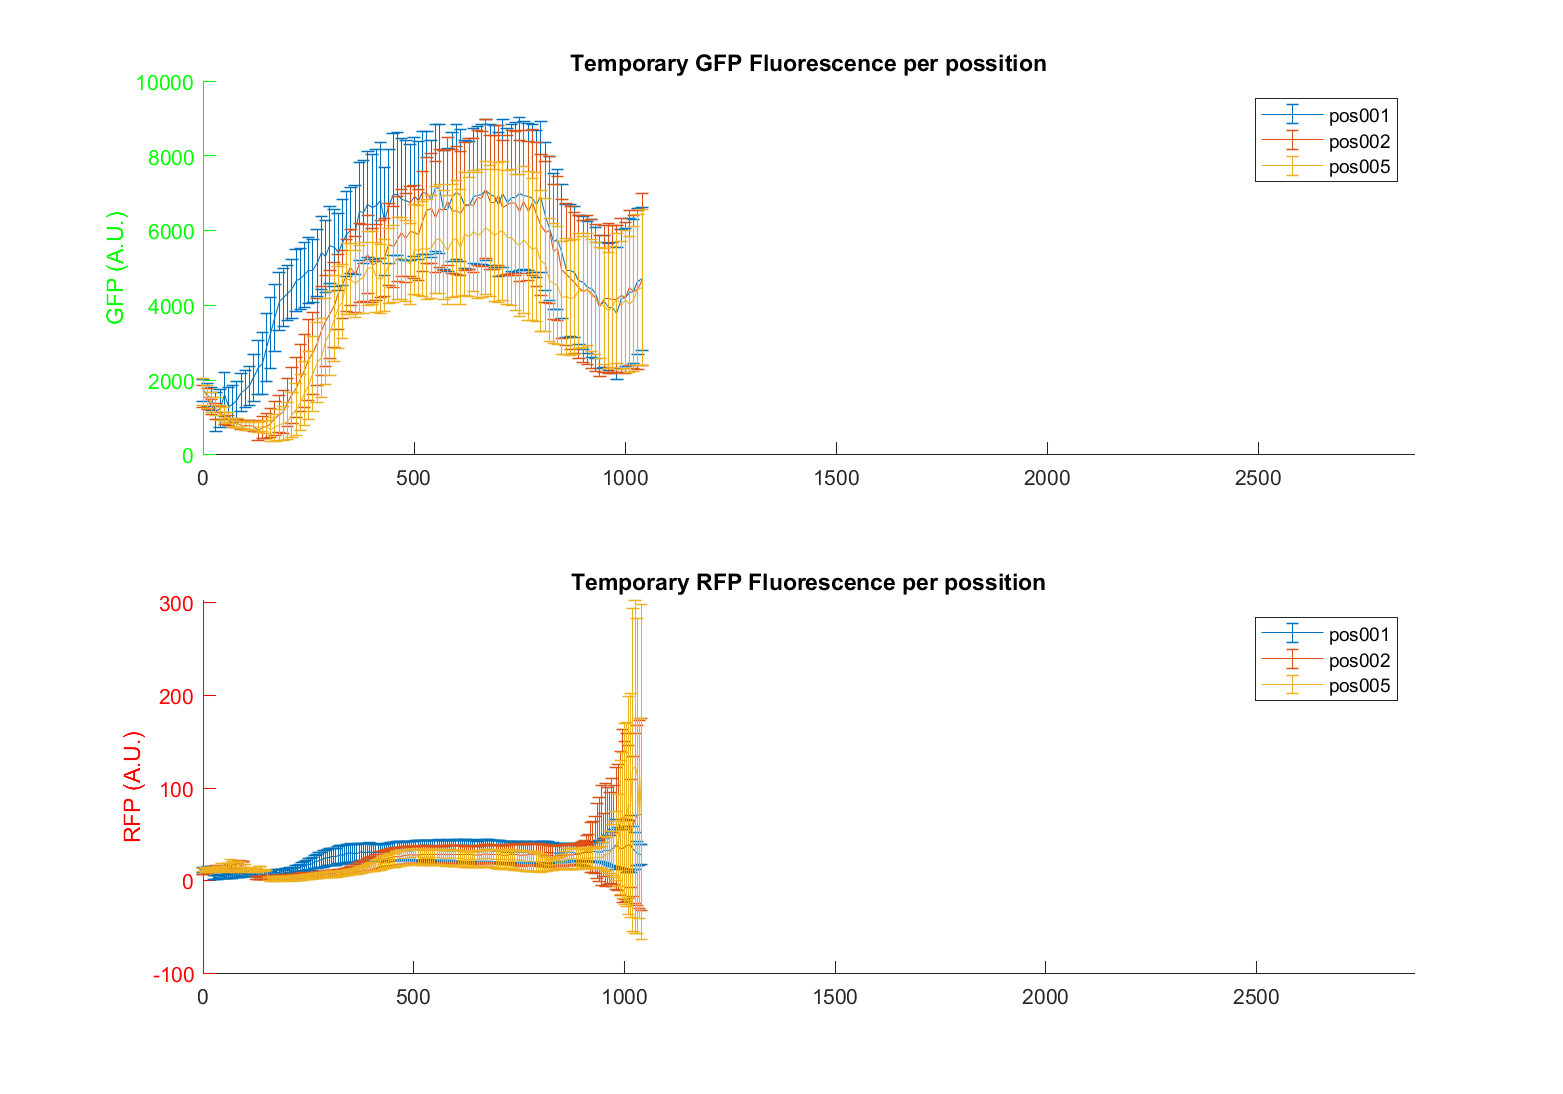 Temporary GFP Fluorescence per possition
10000
8000
6000
4000
2000
0
GFP (A.U.)
0 500 1000 1500 2000 2500
pos001
pos002
pos005
Temporary RFP Fluorescence per possition
300
200
100
0
-100
RFP (A.U.)
0 500 1000 1500 2000 2500
pos001
pos002
pos005